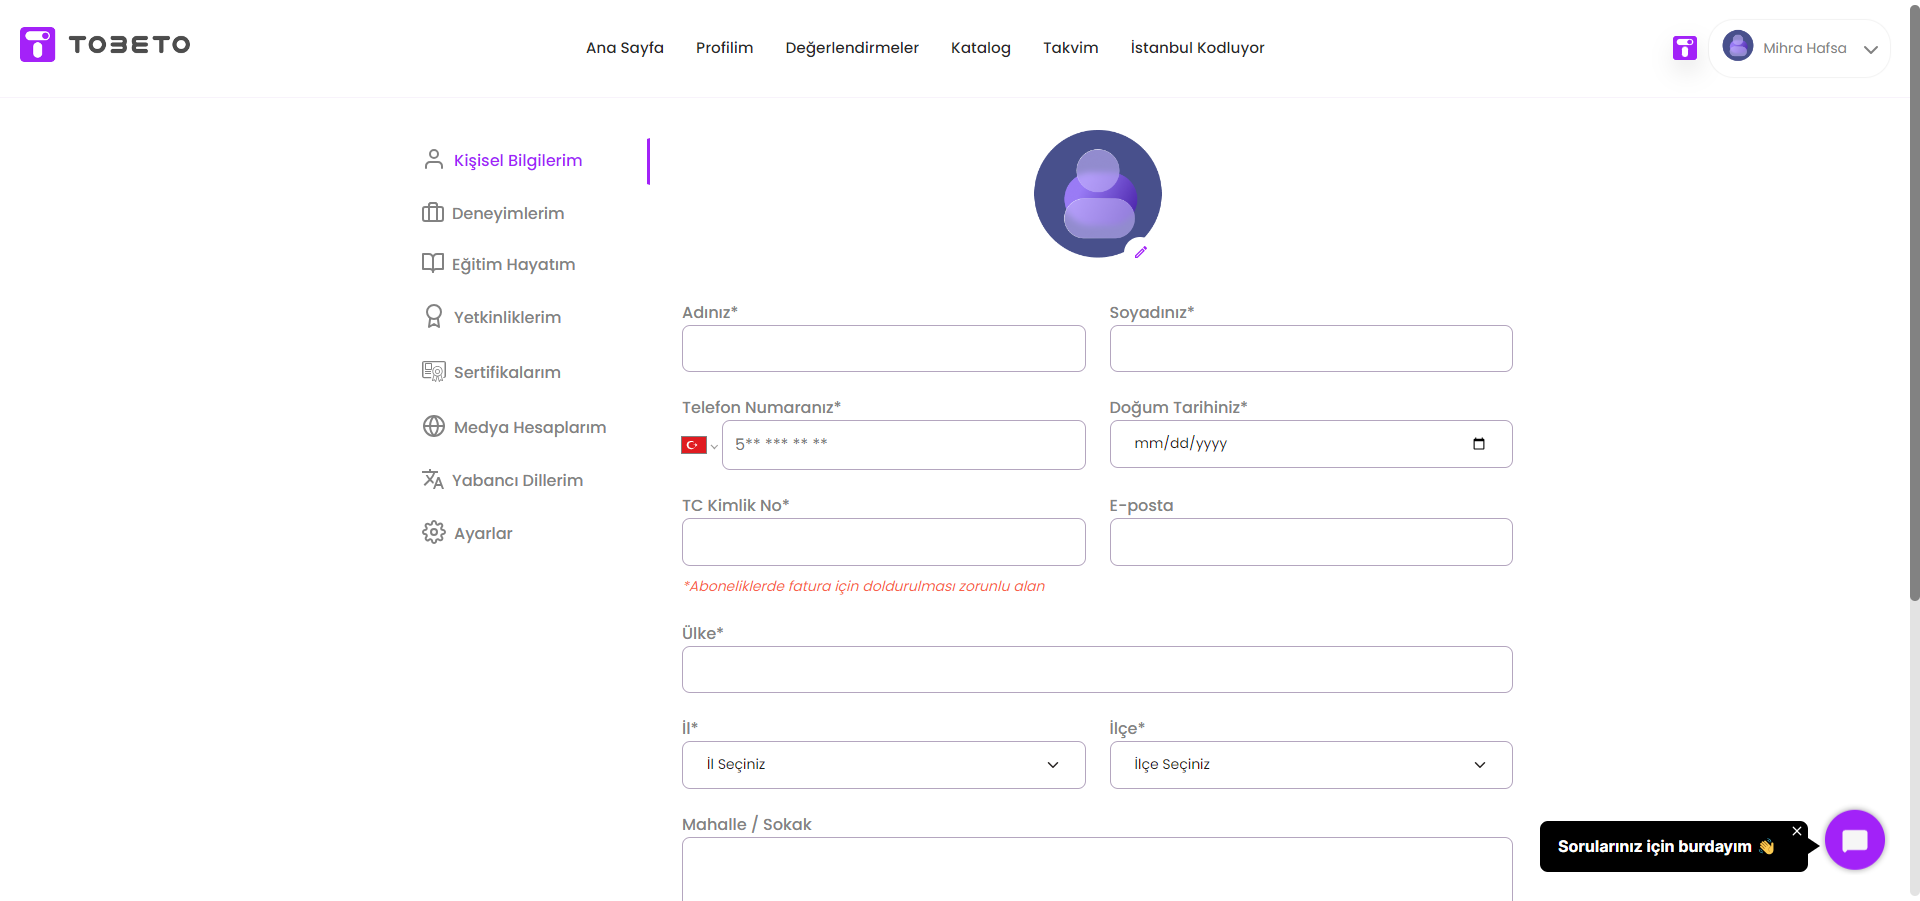 TOBETO
Ana Sayfa Profilim Değerlendirmeler Katalog Takvim İstanbul Kodluyor
Mihra Hafsa
Kişisel Bilgilerim
Deneyimlerim
Eğitim Hayatım
Yetkinliklerim
Sertifikalarım
Medya Hesaplarım
Yabancı Dillerim
Ayarlar
Adınız* Soyadınız*
Telefon Numaranız* Doğum Tarihiniz*
5** *** ** ** mm/dd/yyyy
TC Kimlik No* E-posta
*Aboneliklerde fatura için doldurulması zorunlu alan
Ülke*
İl* İlçe*
İl Seçiniz İlçe Seçiniz
Mahalle / Sokak
Sorularınız için burdayım 👋